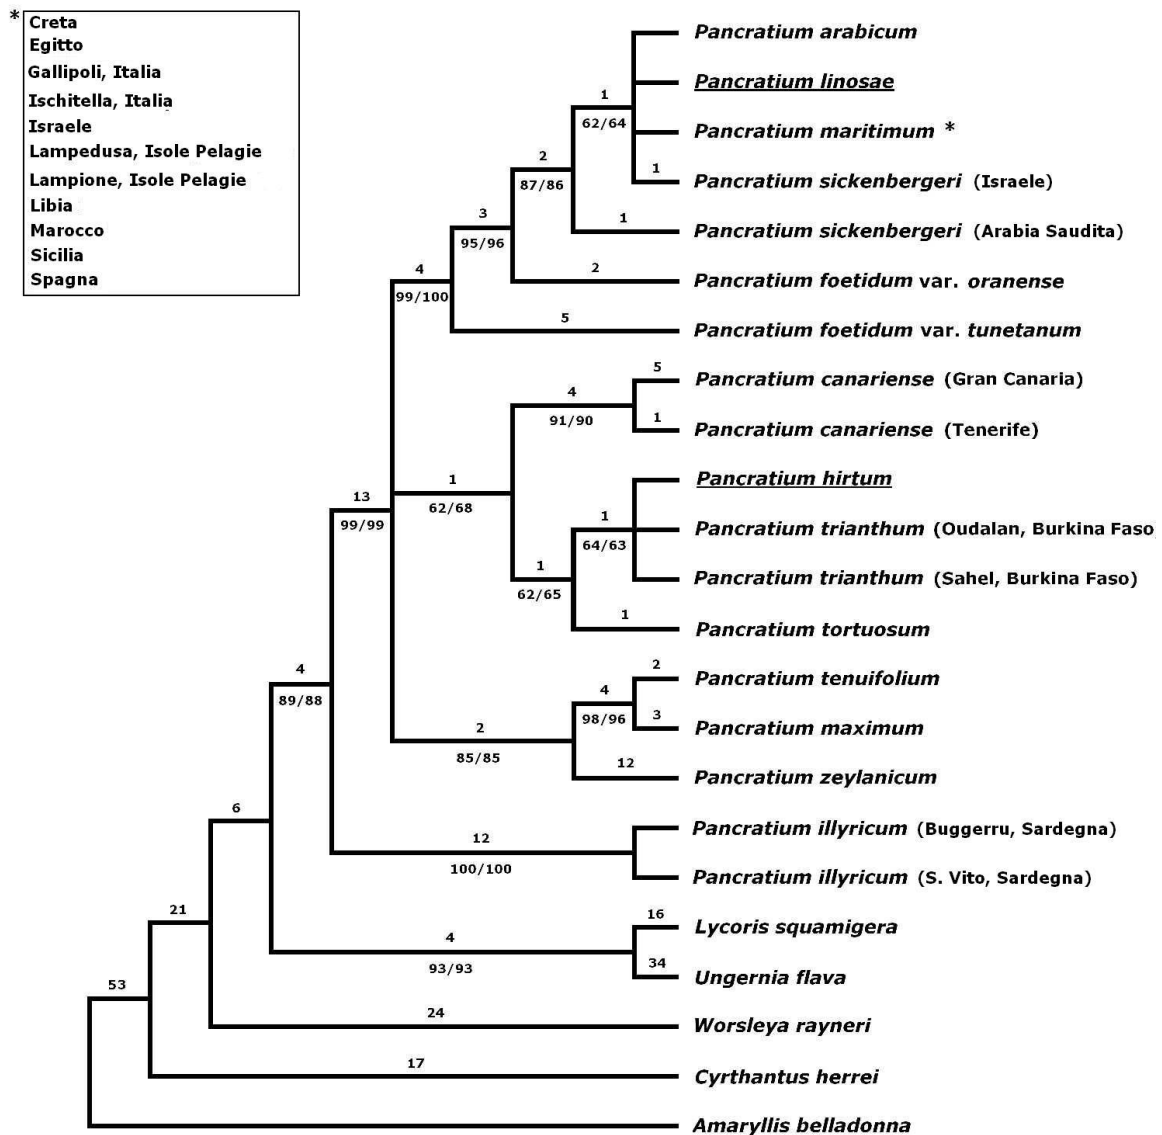 *
Creta
Egitto
Gallipoli, Italia
Ischitella, Italia
Israele
Lampedusa, Isole Pelagie
Lampione, Isole Pelagie
Libia
Marocco
Sicilia
Spagna
Pancratium arabicum
Pancratium linosae
1
62/64
Pancratium maritimum *
1
Pancratium sickenbergeri (Israele)
2
87/86
1
Pancratium sickenbergeri (Arabia Saudita)
3
95/96
2
Pancratium foetidum var. oranense
4
99/100
5
Pancratium foetidum var. tunetanum
5
Pancratium canariense (Gran Canaria)
4
91/90
1
Pancratium canariense (Tenerife)
Pancratium hirtum
1
62/68
13
99/99
1
64/63
Pancratium trianthum (Oudalan, Burkina Faso
Pancratium trianthum (Sahel, Burkina Faso)
1
62/65
1
Pancratium tortuosum
2
Pancratium tenuifolium
4
89/88
4
98/96
3
Pancratium maximum
2
85/85
12
Pancratium zeylanicum
6
Pancratium illyricum (Buggerru, Sardegna)
12
100/100
Pancratium illyricum (S. Vito, Sardegna)
21
16
Lycoris squamigera
4
93/93
34
Ungernia flava
53
24
Worsleya rayneri
17
Cyrthantus herrei
Amaryllis belladonna